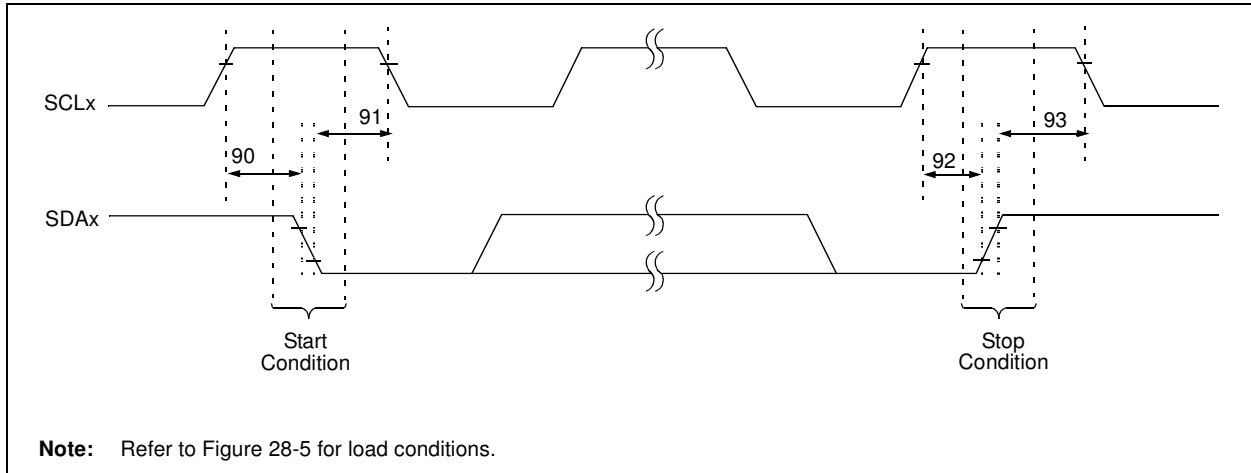 SCLx
91
93
90
92
SDAx
Start
Condition
Stop
Condition
Note: Refer to Figure 28-5 for load conditions.